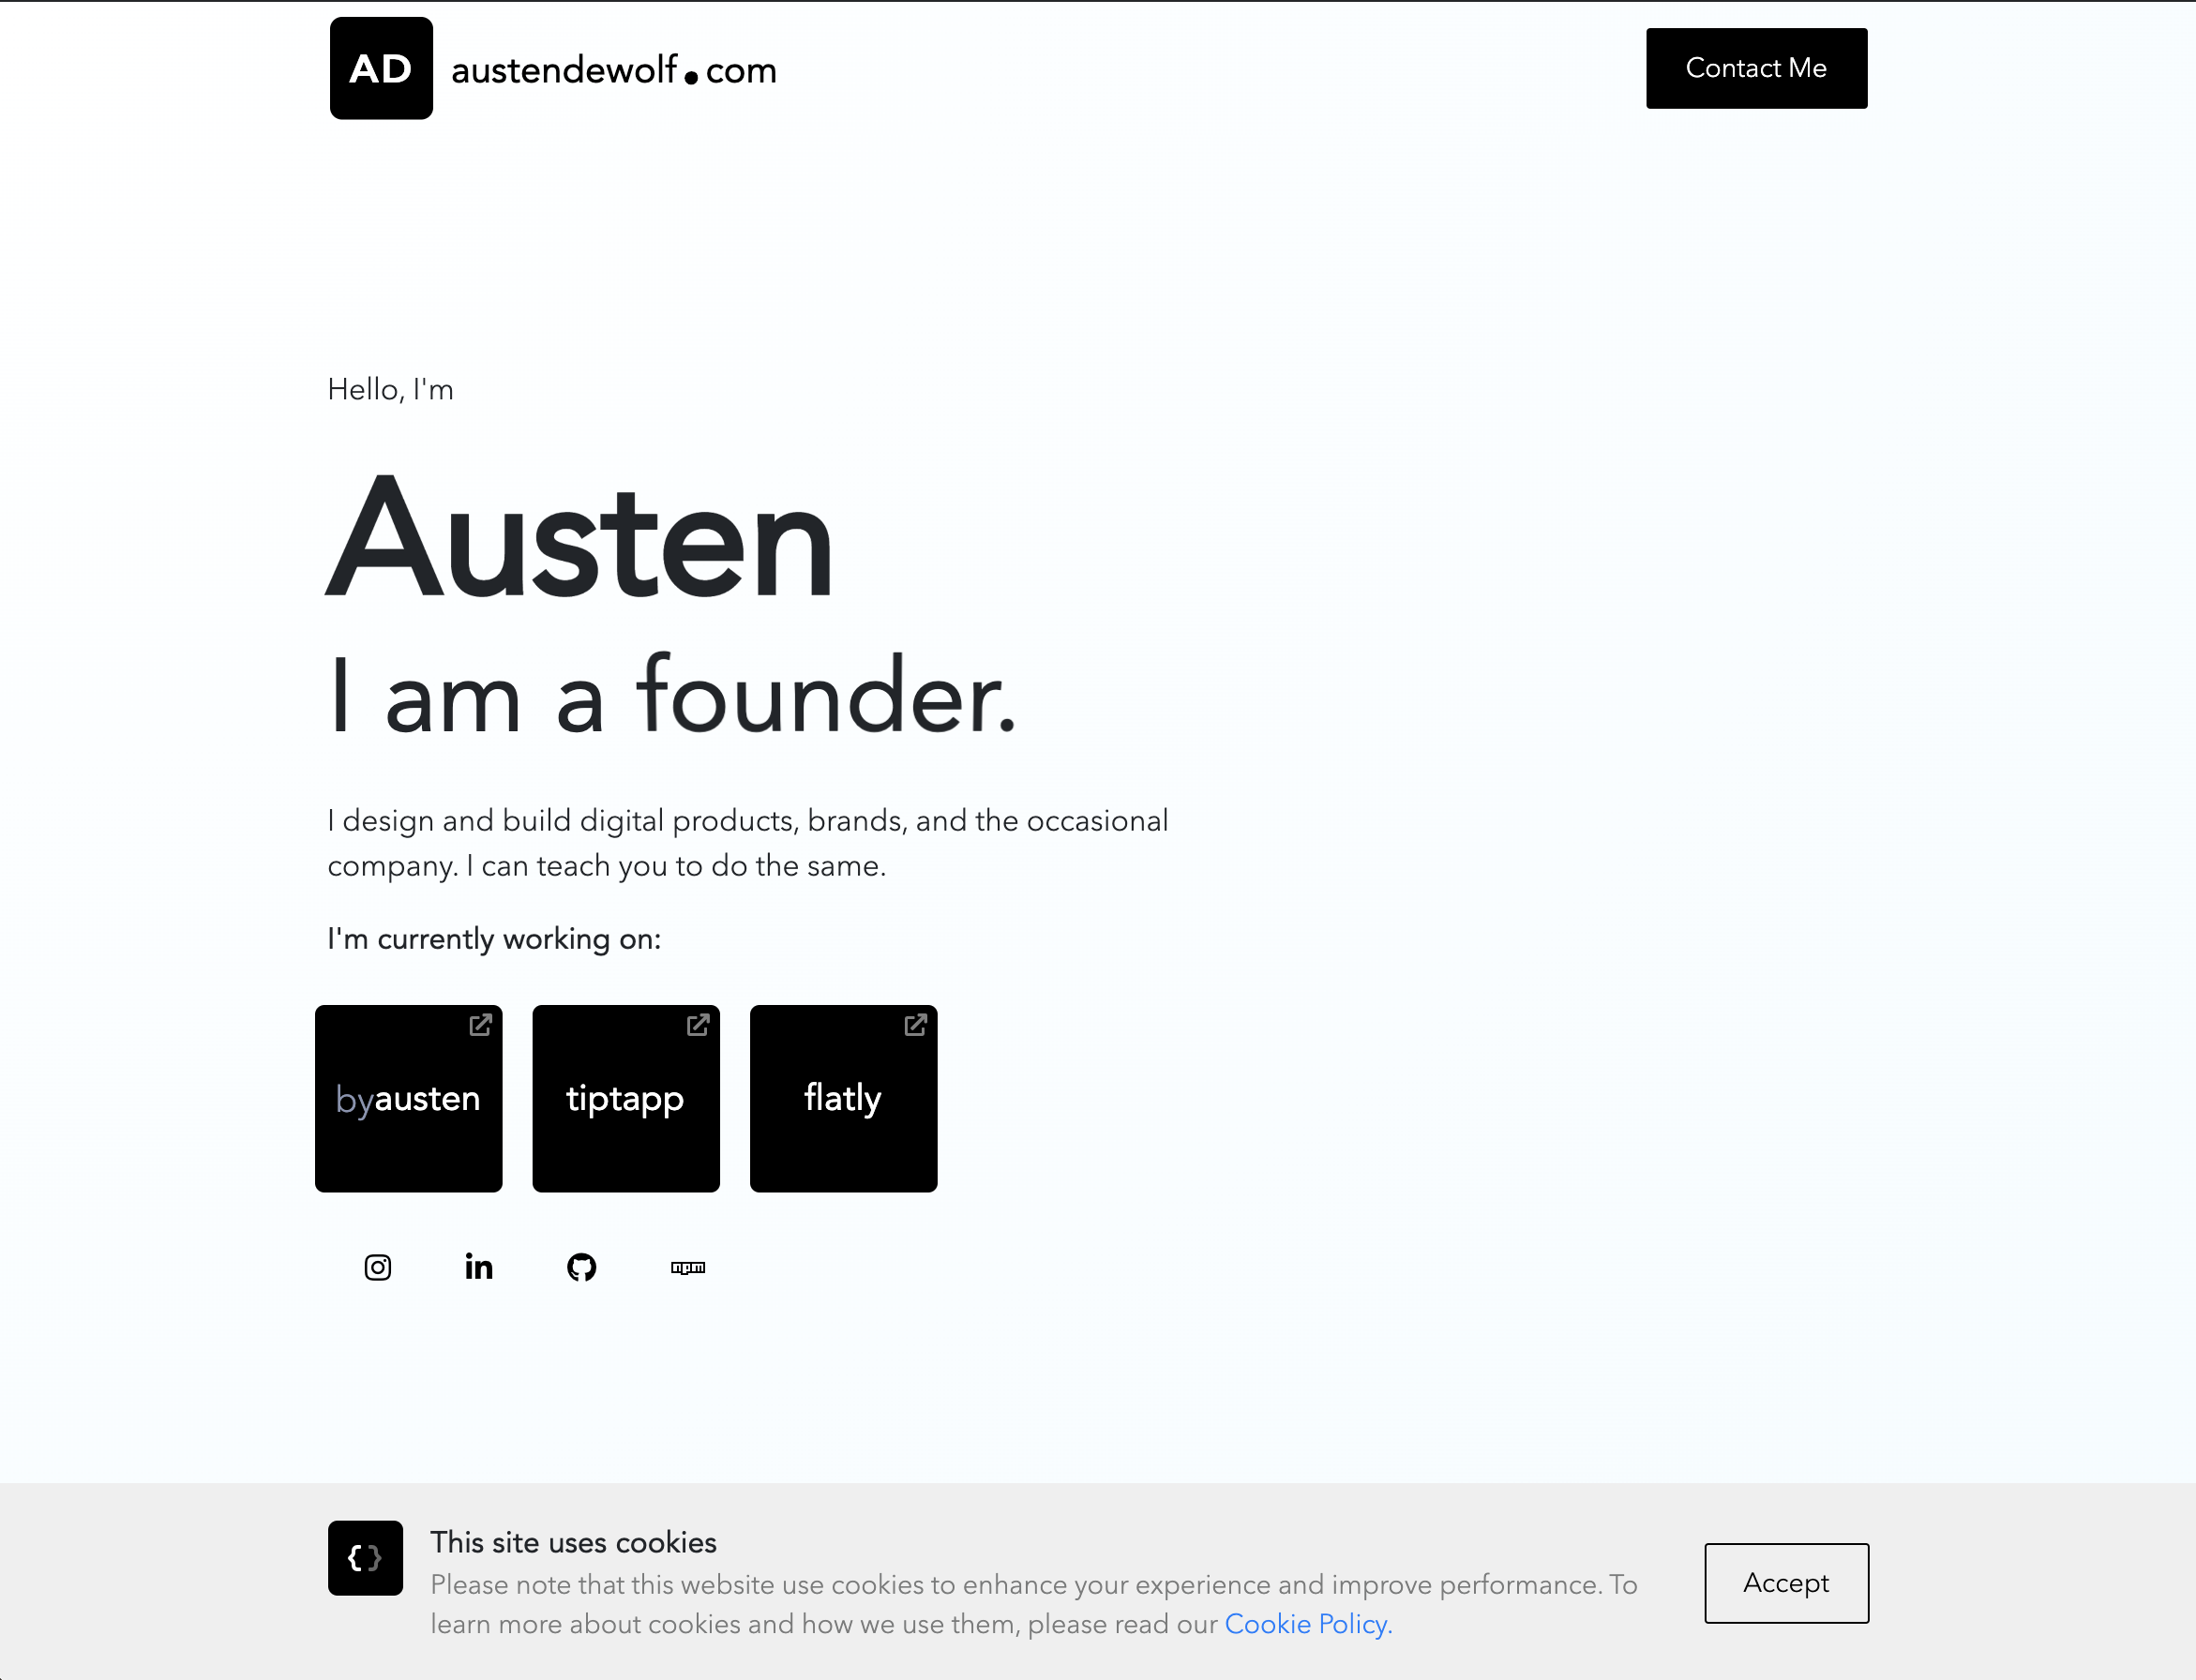 AD austendewolf.com
Contact Me
Hello, I'm
Austen
I am a founder.
I design and build digital products, brands, and the occasional
company. I can teach you to do the same.
I'm currently working on:
byausten
tiptapp
flatly
in
npm
{}
This site uses cookies
Please note that this website use cookies to enhance your experience and improve performance. To
learn more about cookies and how we use them, please read our Cookie Policy.
Accept